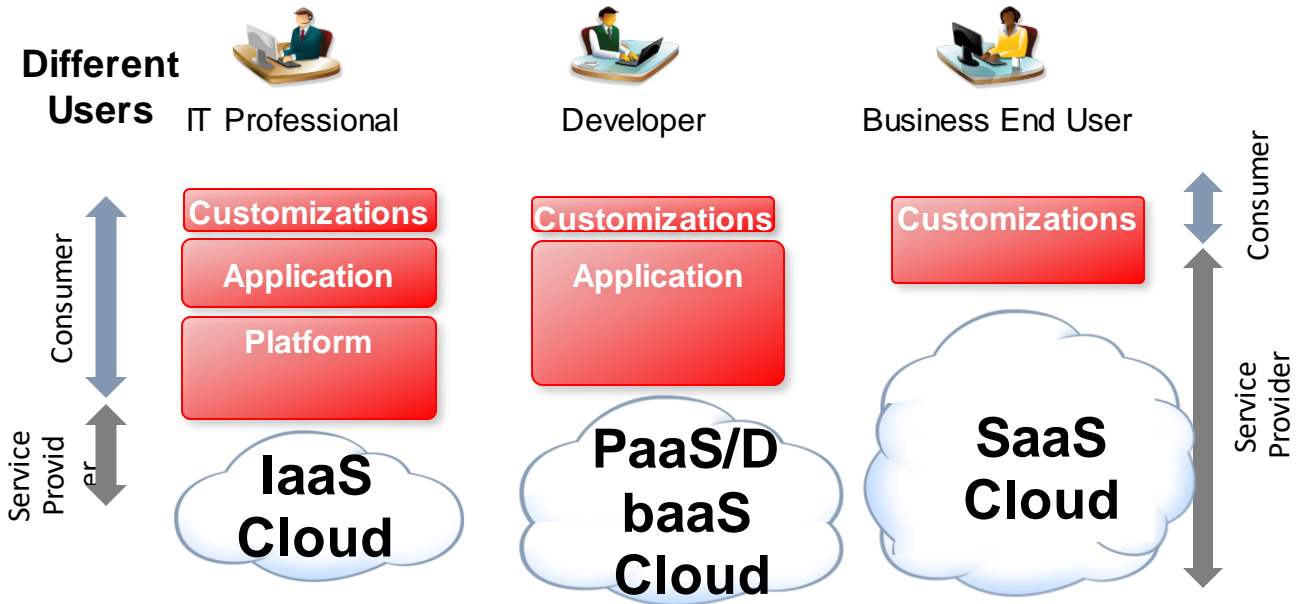 Different
Users
IT Professional
Developer
Business End User
Consumer
Service
Provid
er
Customizations
Application
Platform
IaaS
Cloud
Customizations
Application
PaaS/D
baaS
Cloud
Customizations
SaaS
Cloud
Consumer
Service
Provider